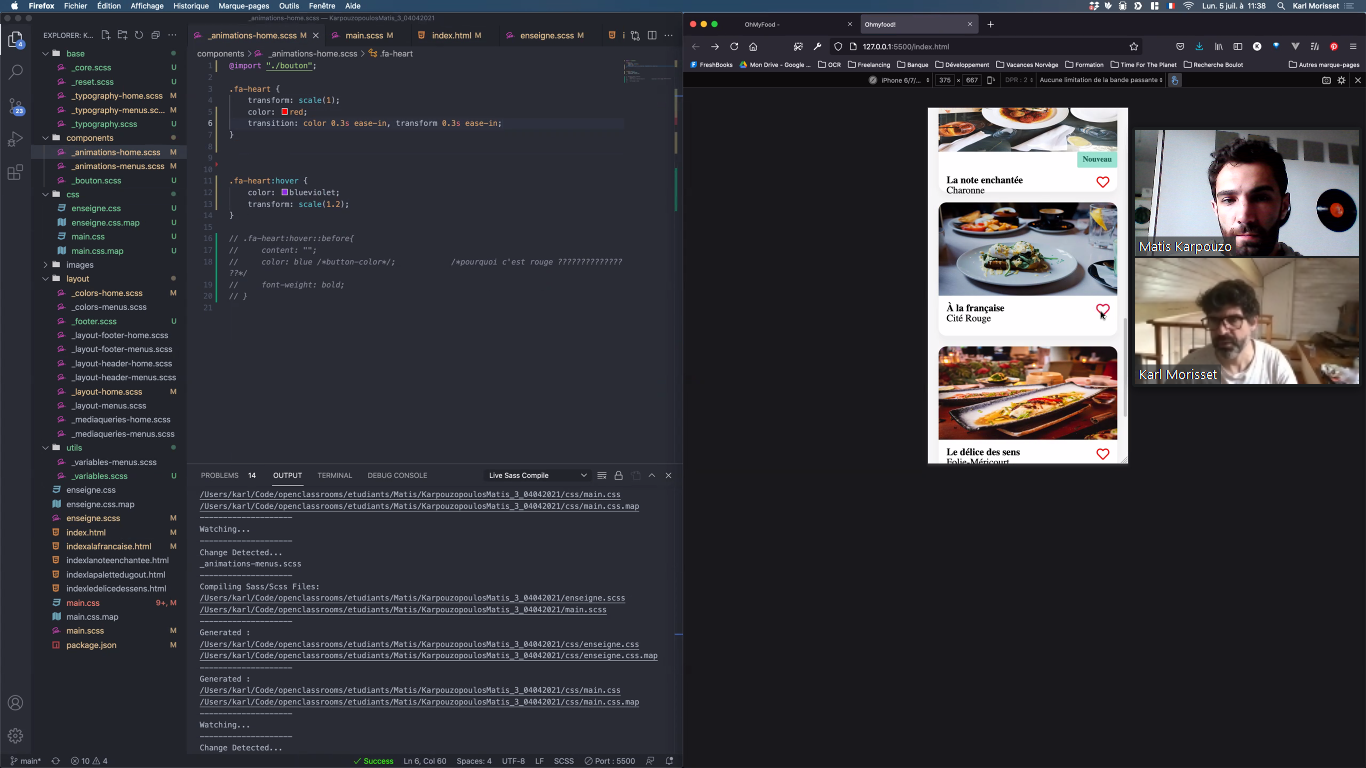 Firefox Fichier Édition Affichage Historique Marque-pages Outils Fenêtre Aide
Lun. 5 juil. à 11:38 Karl Morisset
_animations-home.scss — KarpouzopoulosMatis_3_04042021
EXPLORER: K...
base
_core.scss U
_reset.scss U
_typography-home.scss M
_typography-menus.sc... M
_typography.scss U
components
_animations-home.scss M
_animations-menus.scss M
_bouton.scss U
css
enseigne.css U
enseigne.css.map U
main.css U
main.css.map U
images
layout
_colors-home.scss M
_colors-menus.scss
_footer.scss U
_layout-footer-home.scss
_layout-footer-menus.scss
_layout-header-home.scss
_layout-header-menus.scss
_layout-home.scss M
_layout-menus.scss
_mediaqueries-home.scss
_mediaqueries-menus.scss
utils
_variables-menus.scss
_variables.scss U
enseigne.css
enseigne.css.map
enseigne.scss M
index.html M
indexalafrancaise.html M
indexlanoteenchantee.html
indexlapalettedugout.html
indexledelicedessens.html
main.css 9+, M
main.css.map
main.scss M
package.json M
4
23
_animations-home.scss M
main.scss M
index.html M
enseigne.scss M
components > _animations-home.scss > .fa-heart
1 @import "./bouton";
2
3 .fa-heart {
4 transform: scale(1);
5 color: red;
6 transition: color 0.3s ease-in, transform 0.3s ease-in;
7 }
8
9
10
11 .fa-heart:hover {
12 color: blueviolet;
13 transform: scale(1.2);
14 }
15
16 // .fa-heart:hover::before{
17 // content: "";
18 // color: blue /*button-color*/; /*pourquoi c'est rouge ??????????????
??*/
19 // font-weight: bold;
20 // }
21
PROBLEMS 14 OUTPUT TERMINAL DEBUG CONSOLE Live Sass Compile
/Users/karl/Code/openclassrooms/etudiants/Matis/KarpouzopoulosMatis_3_04042021/css/main.css
/Users/karl/Code/openclassrooms/etudiants/Matis/KarpouzopoulosMatis_3_04042021/css/main.css.map
--------------------
Watching...
--------------------
Change Detected...
_animations-menus.scss
--------------------
Compiling Sass/Scss Files:
/Users/karl/Code/openclassrooms/etudiants/Matis/KarpouzopoulosMatis_3_04042021/enseigne.scss
/Users/karl/Code/openclassrooms/etudiants/Matis/KarpouzopoulosMatis_3_04042021/main.scss
--------------------
Generated :
/Users/karl/Code/openclassrooms/etudiants/Matis/KarpouzopoulosMatis_3_04042021/css/enseigne.css
/Users/karl/Code/openclassrooms/etudiants/Matis/KarpouzopoulosMatis_3_04042021/css/enseigne.css.map
--------------------
Generated :
/Users/karl/Code/openclassrooms/etudiants/Matis/KarpouzopoulosMatis_3_04042021/css/main.css
/Users/karl/Code/openclassrooms/etudiants/Matis/KarpouzopoulosMatis_3_04042021/css/main.css.map
--------------------
Watching...
--------------------
Change Detected...
main* 10 4 Success Ln 6, Col 60 Spaces: 4 UTF-8 LF SCSS Port : 5500
OhMyFood -
Ohmyfood!
127.0.0.1:5500/index.html
FreshBooks Mon Drive - Google ... OCR Freelancing Banque Développement Vacances Norvège Formation Time For The Planet Recherche Boulot Autres marque-pages
iPhone 6/7/... 375 × 667 DPR : 2 Aucune limitation de la bande passante
Nouveau
La note enchantée
Charonne
À la française
Cité Rouge
Le délice des sens
Folie-Méricourt
Matis Karpouzo
Karl Morisset